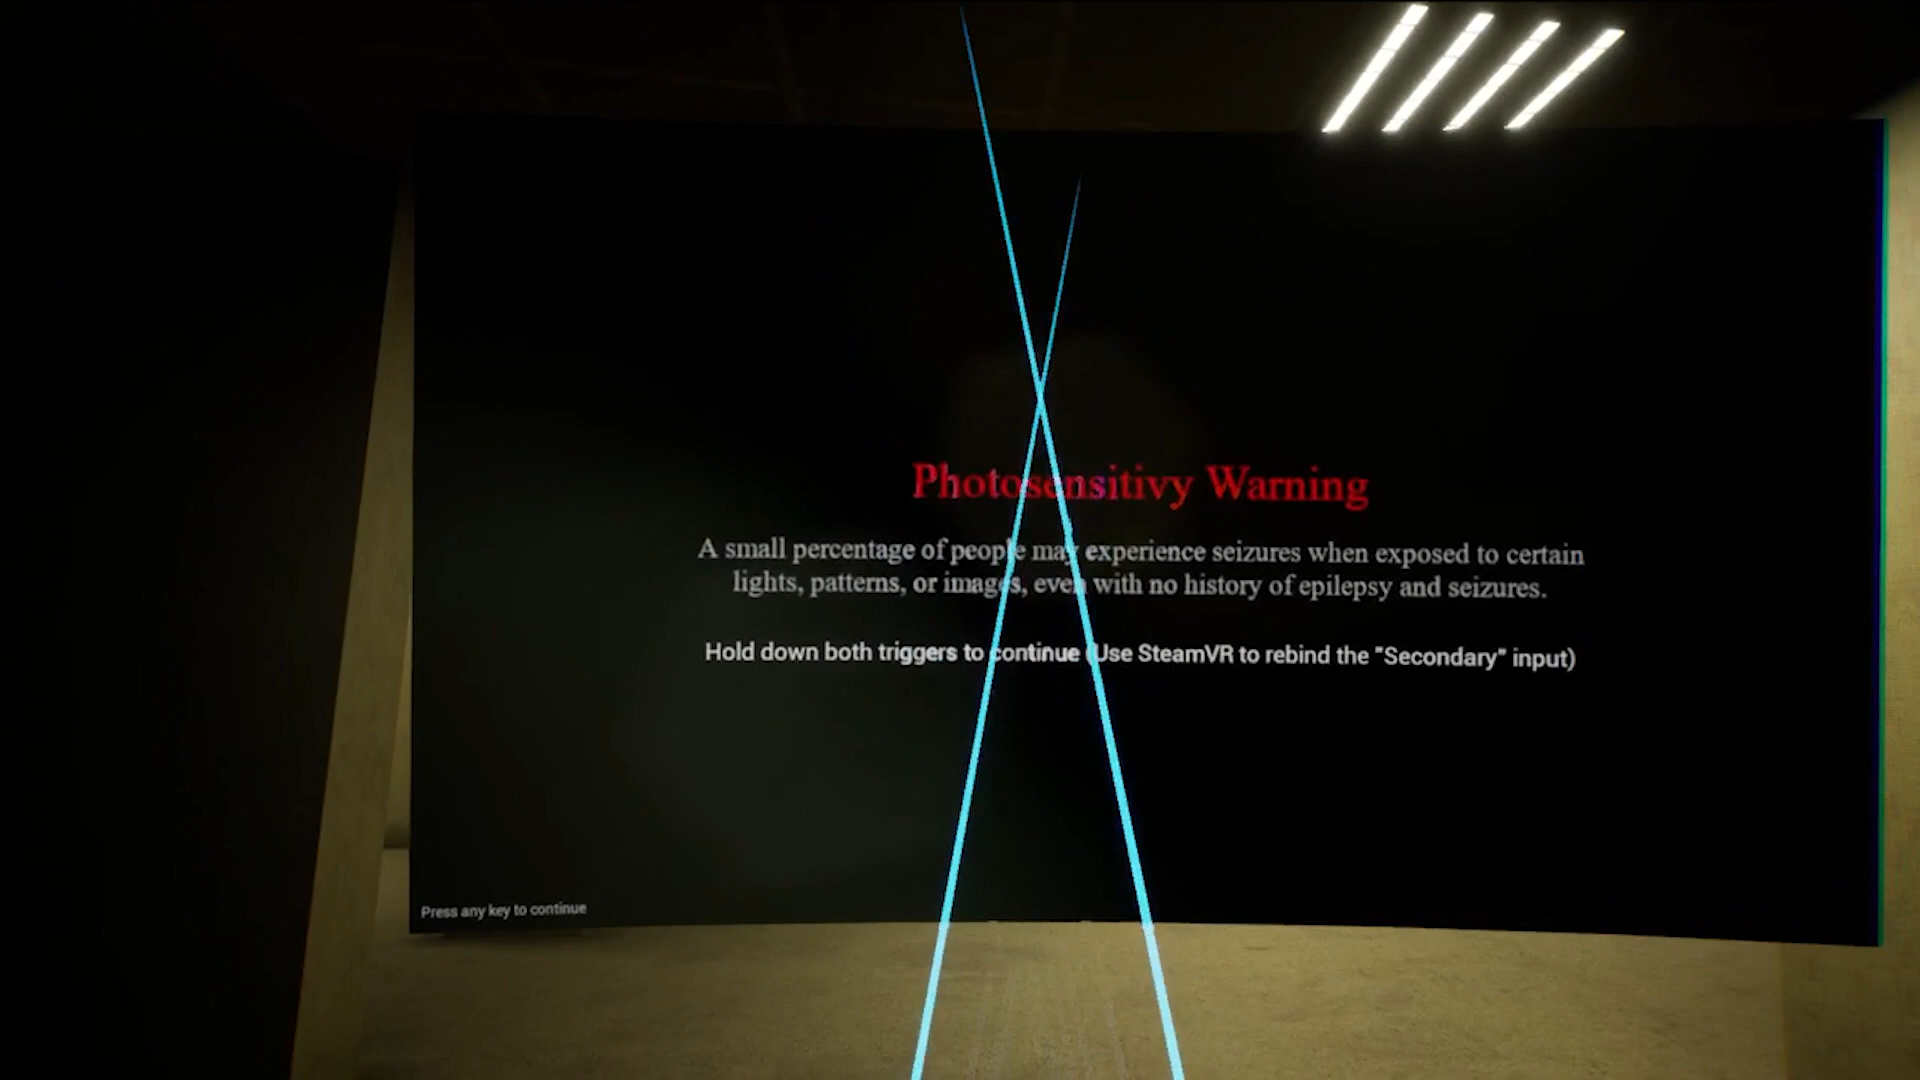 Photosensitivy Warning
A small percentage of people may experience seizures when exposed to certain
lights, patterns, or images, even with no history of epilepsy and seizures.
Hold down both triggers to continue (Use SteamVR to rebind the "Secondary" input)
Press any key to continue